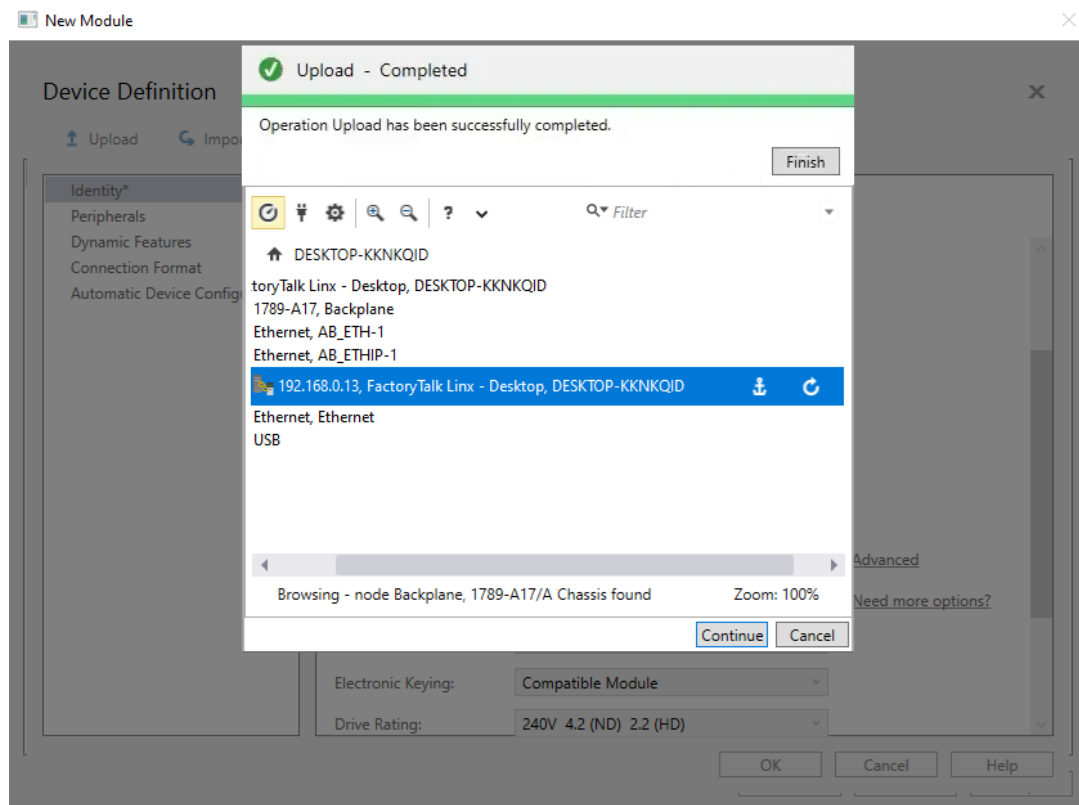 New Module
Upload - Completed
Device Definition
Operation Upload has been successfully completed.
Upload Impo
Finish
Identity*
Peripherals
Dynamic Features
Connection Format
Automatic Device Config
? Filter
DESKTOP-KKNKQID
toryTalk Linx - Desktop, DESKTOP-KKNKQID
1789-A17, Backplane
Ethernet, AB_ETH-1
Ethernet, AB_ETHIP-1
192.168.0.13, FactoryTalk Linx - Desktop, DESKTOP-KKNKQID
Ethernet, Ethernet
USB
Advanced
Browsing - node Backplane, 1789-A17/A Chassis found Zoom: 100%
Need more options?
Continue Cancel
Electronic Keying: Compatible Module
Drive Rating: 240V 4.2 (ND) 2.2 (HD)
OK Cancel Help